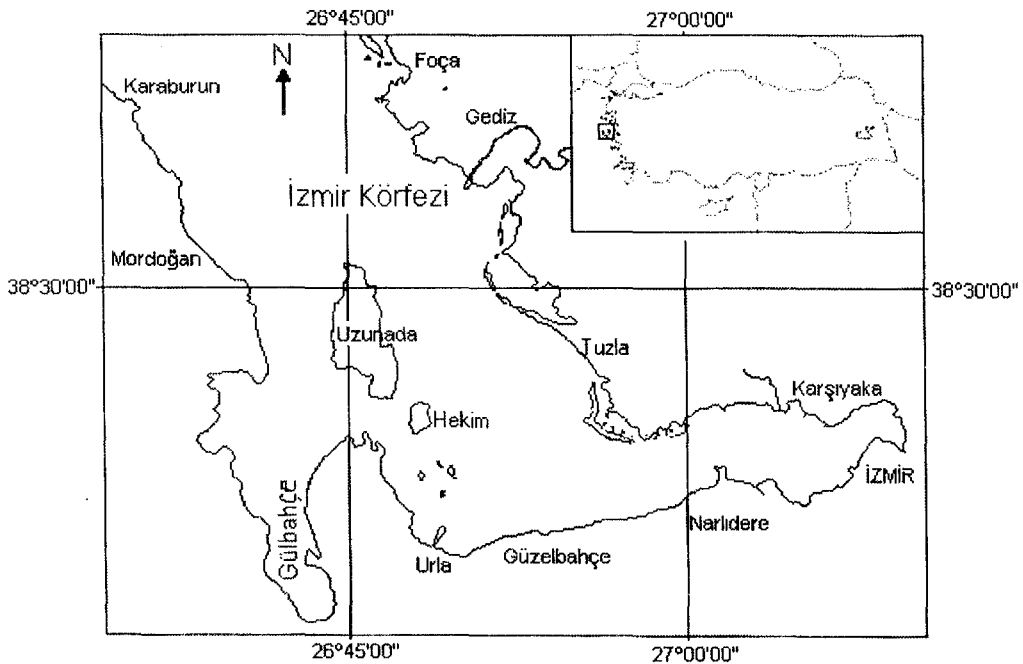 26°45'00"
27°00'00"
N
Foça
Karaburun
Gediz
İzmir Körfezi
Mordoğan
38°30'00"
38°30'00"
Uzunada
Tuzla
Karşıyaka
Hekim
İZMİR
Gülbahçe
Narlıdere
Urla
Güzelbahçe
26°45'00"
27°00'00"